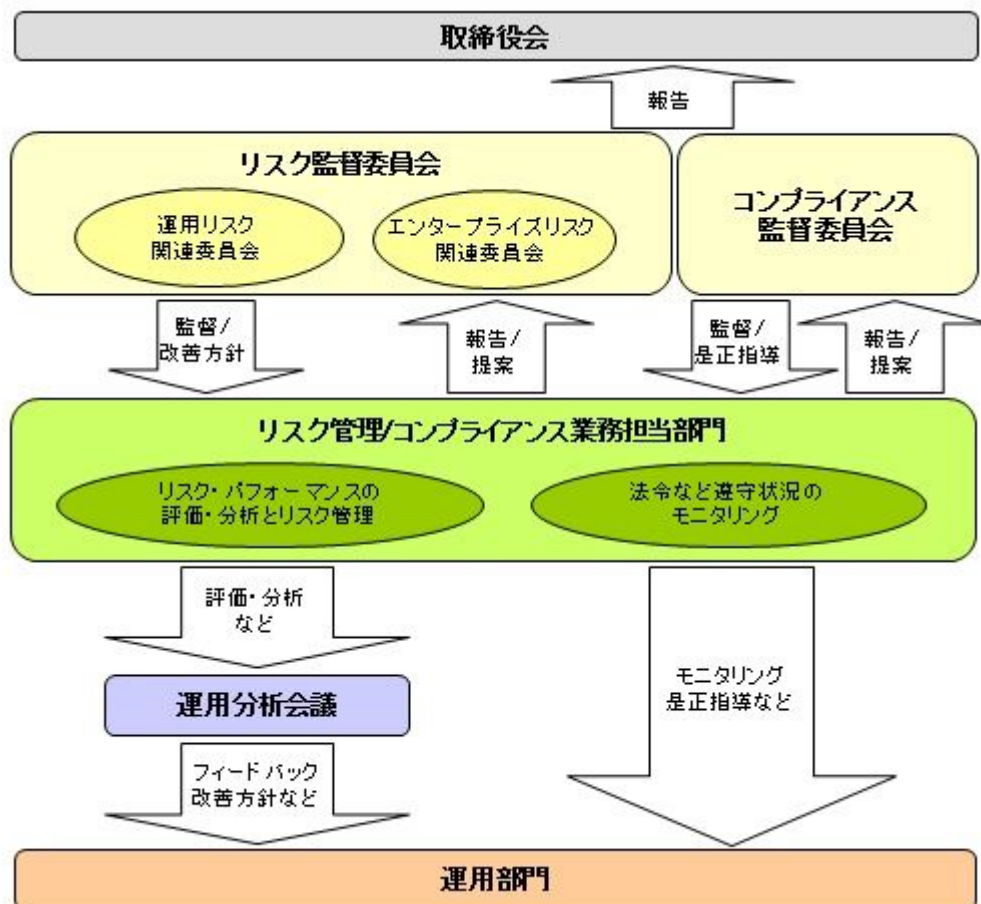 取締役会
報告
リスク監督委員会
運用リスク
関連委員会
エンタープライズリスク
関連委員会
コンプライアンス
監督委員会
監督/
改善方針
報告/
提案
監督/
是正指導
報告/
提案
リスク管理/コンプライアンス業務担当部門
リスク・パフォーマンスの
評価・分析とリスク管理
法令など遵守状況の
モニタリング
評価・分析
など
運用分析会議
モニタリング
是正指導など
フィードバック
改善方針など
運用部門